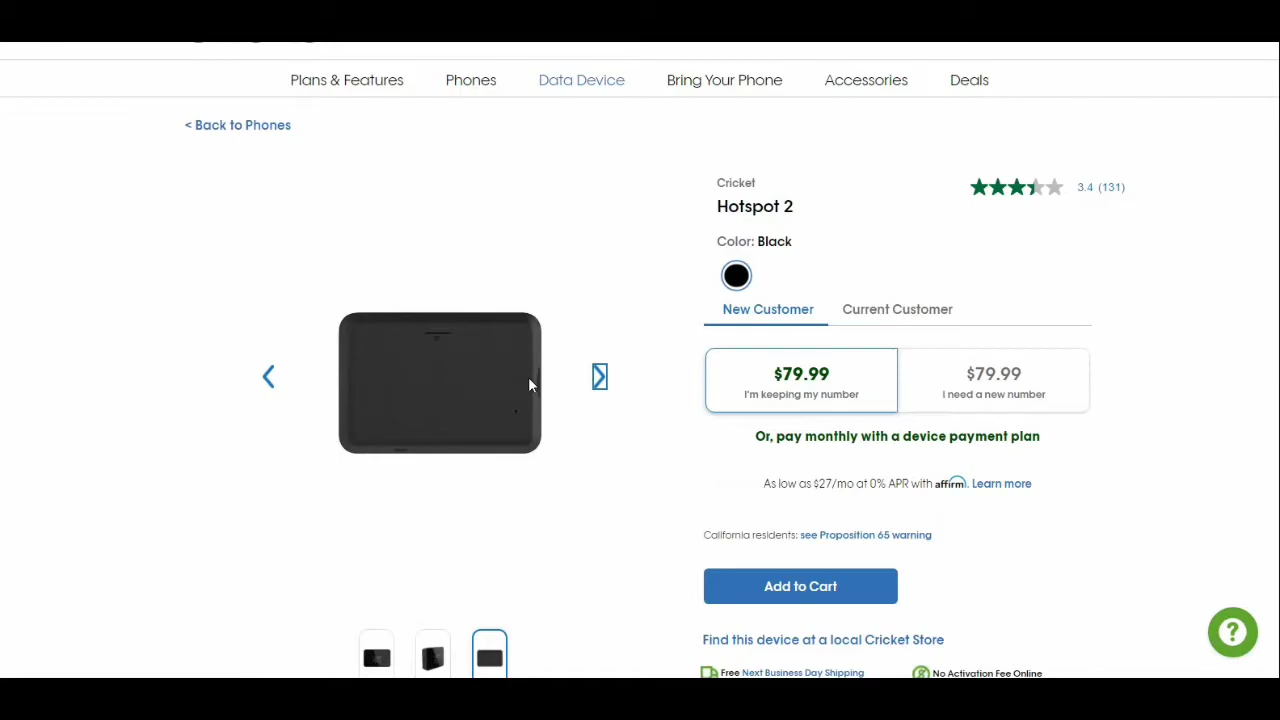 Plans & Features Phones Data Device Bring Your Phone Accessories Deals
< Back to Phones
Cricket
3.4 (131)
Hotspot 2
Color: Black
New Customer Current Customer
$79.99 $79.99
I'm keeping my number I need a new number
Or, pay monthly with a device payment plan
As low as $27/mo at 0% APR with affirm. Learn more
California residents: see Proposition 65 warning
Add to Cart
?
Find this device at a local Cricket Store
Free Next Business Day Shipping No Activation Fee Online